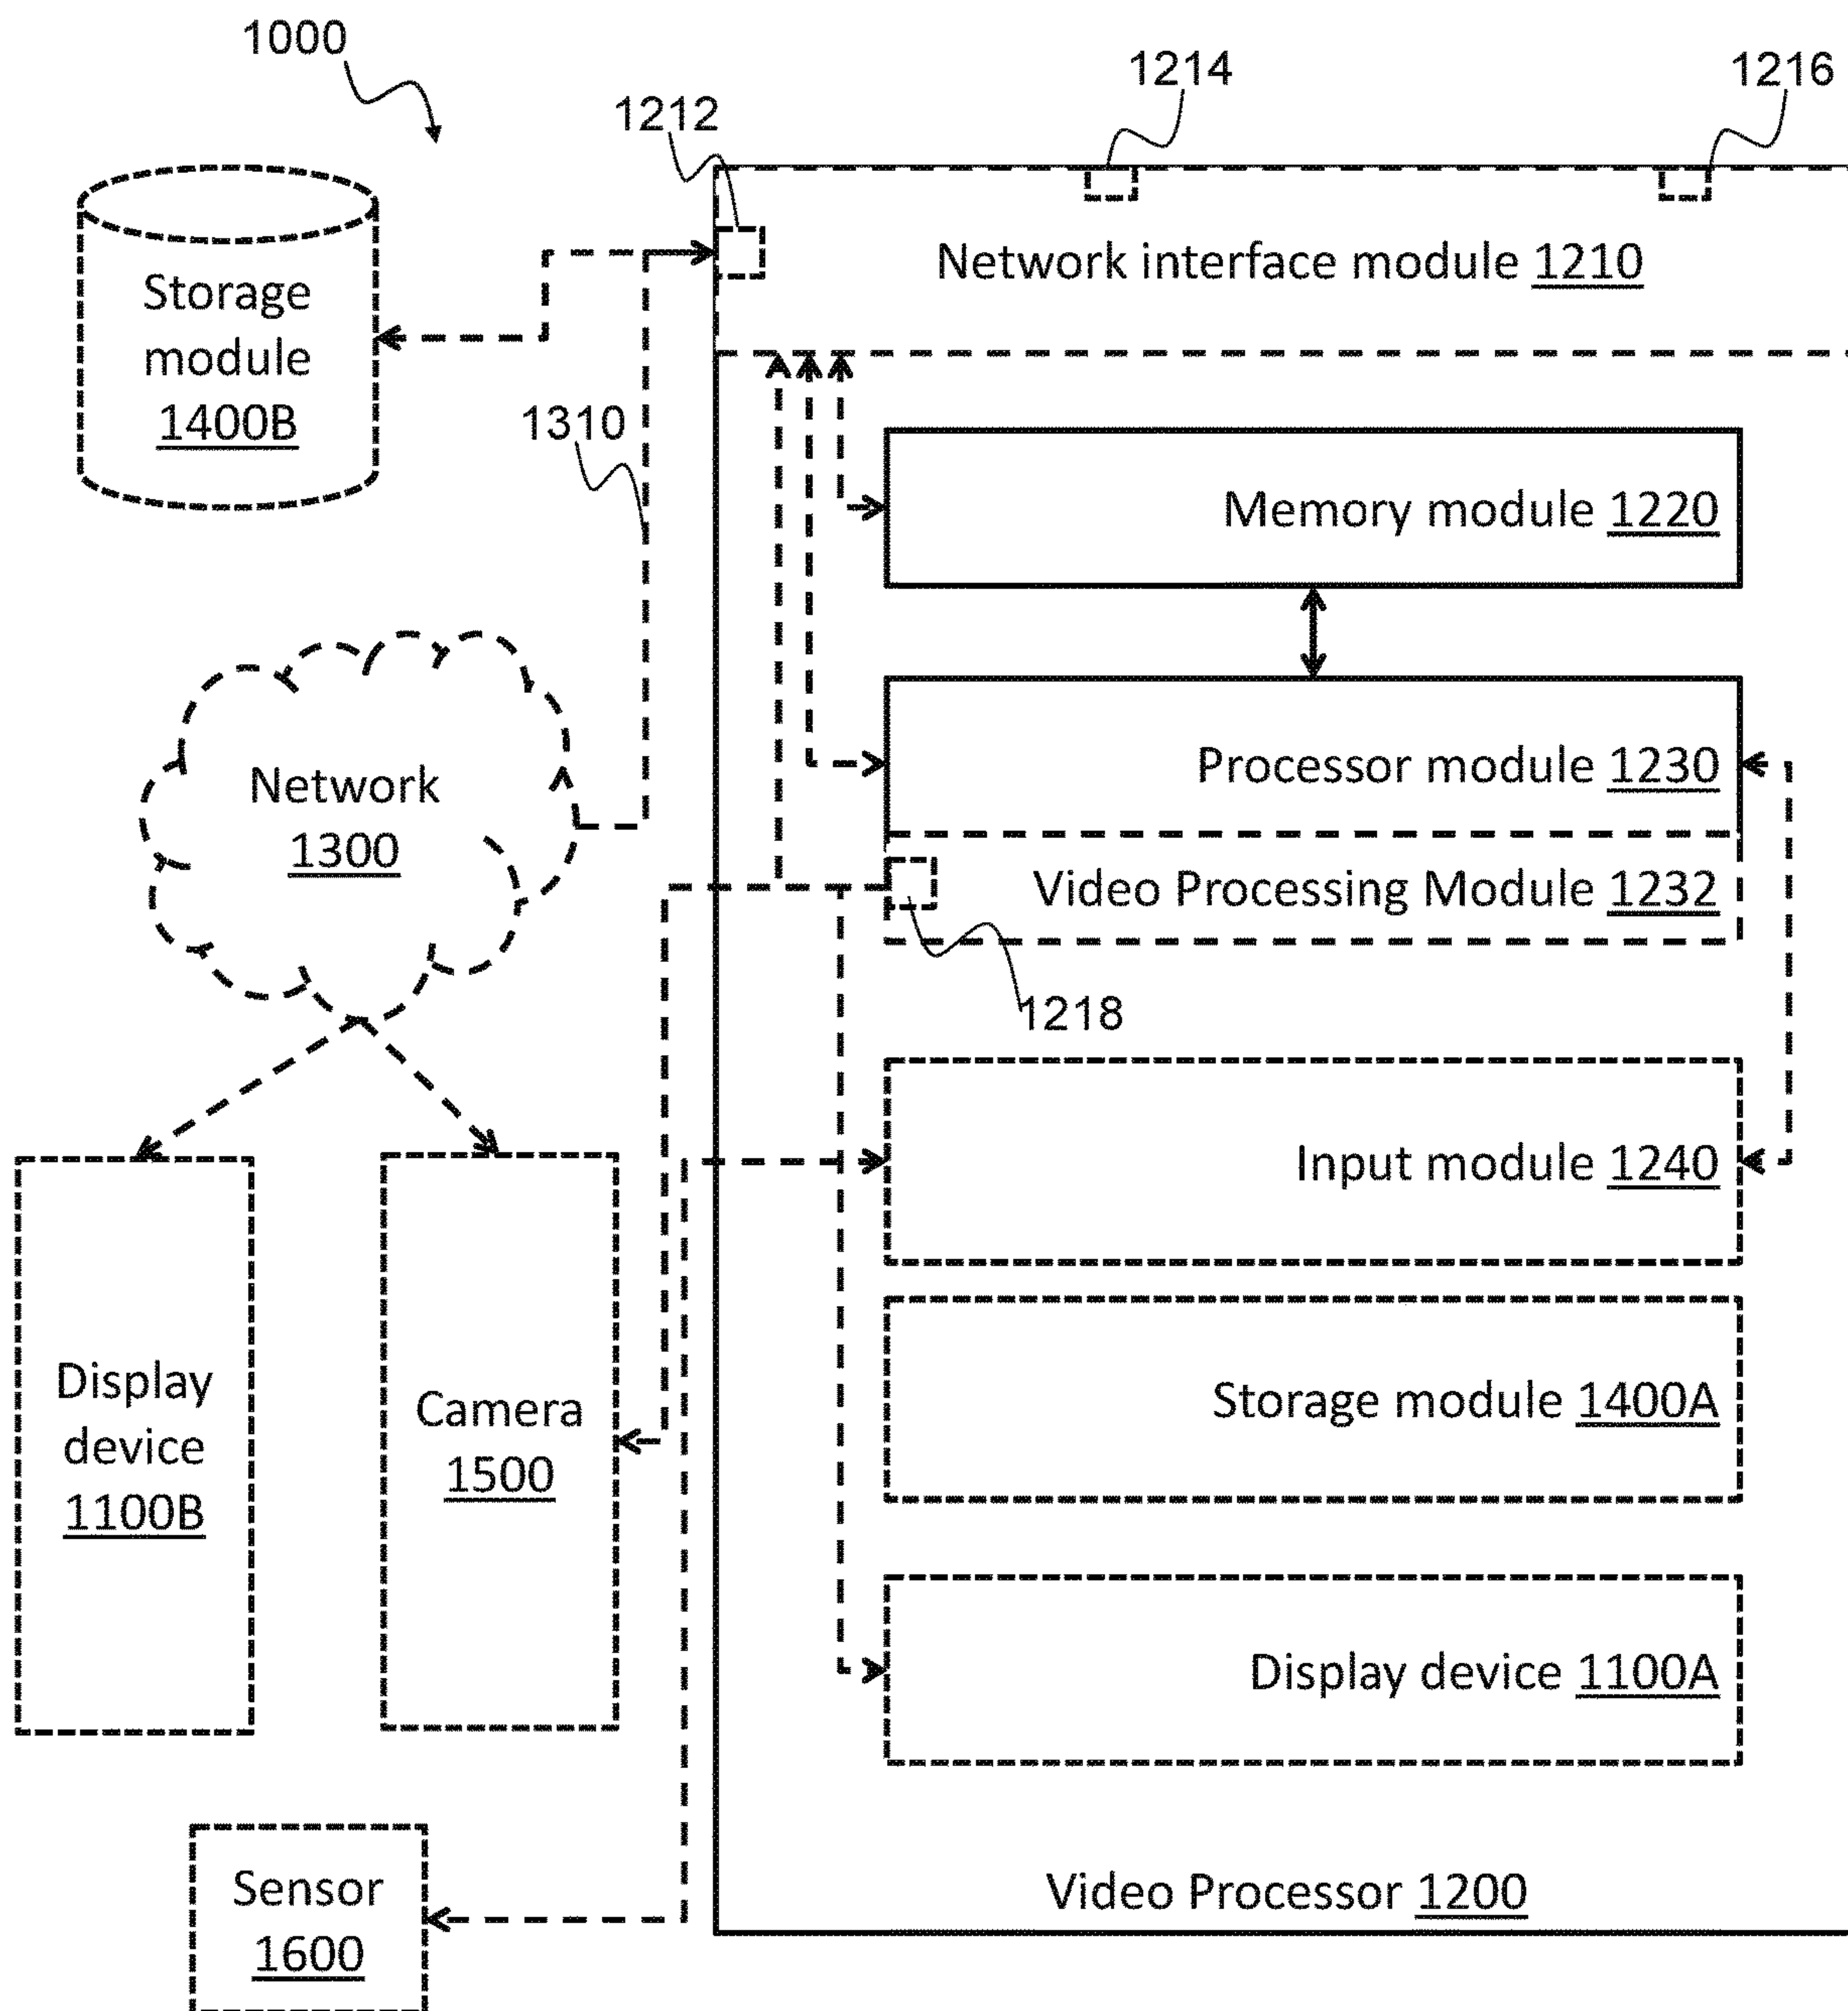 1000
1214
1216
1212
Network interface module 1210
Storage
module
1400B
1310
Memory module 1220
Processor module 1230
Network
1300
Video Processing Module 1232
1218
Input module 1240
Display
device
1100B
Camera
1500
Storage module 1400A
Display device 1100A
Sensor
1600
Video Processor 1200